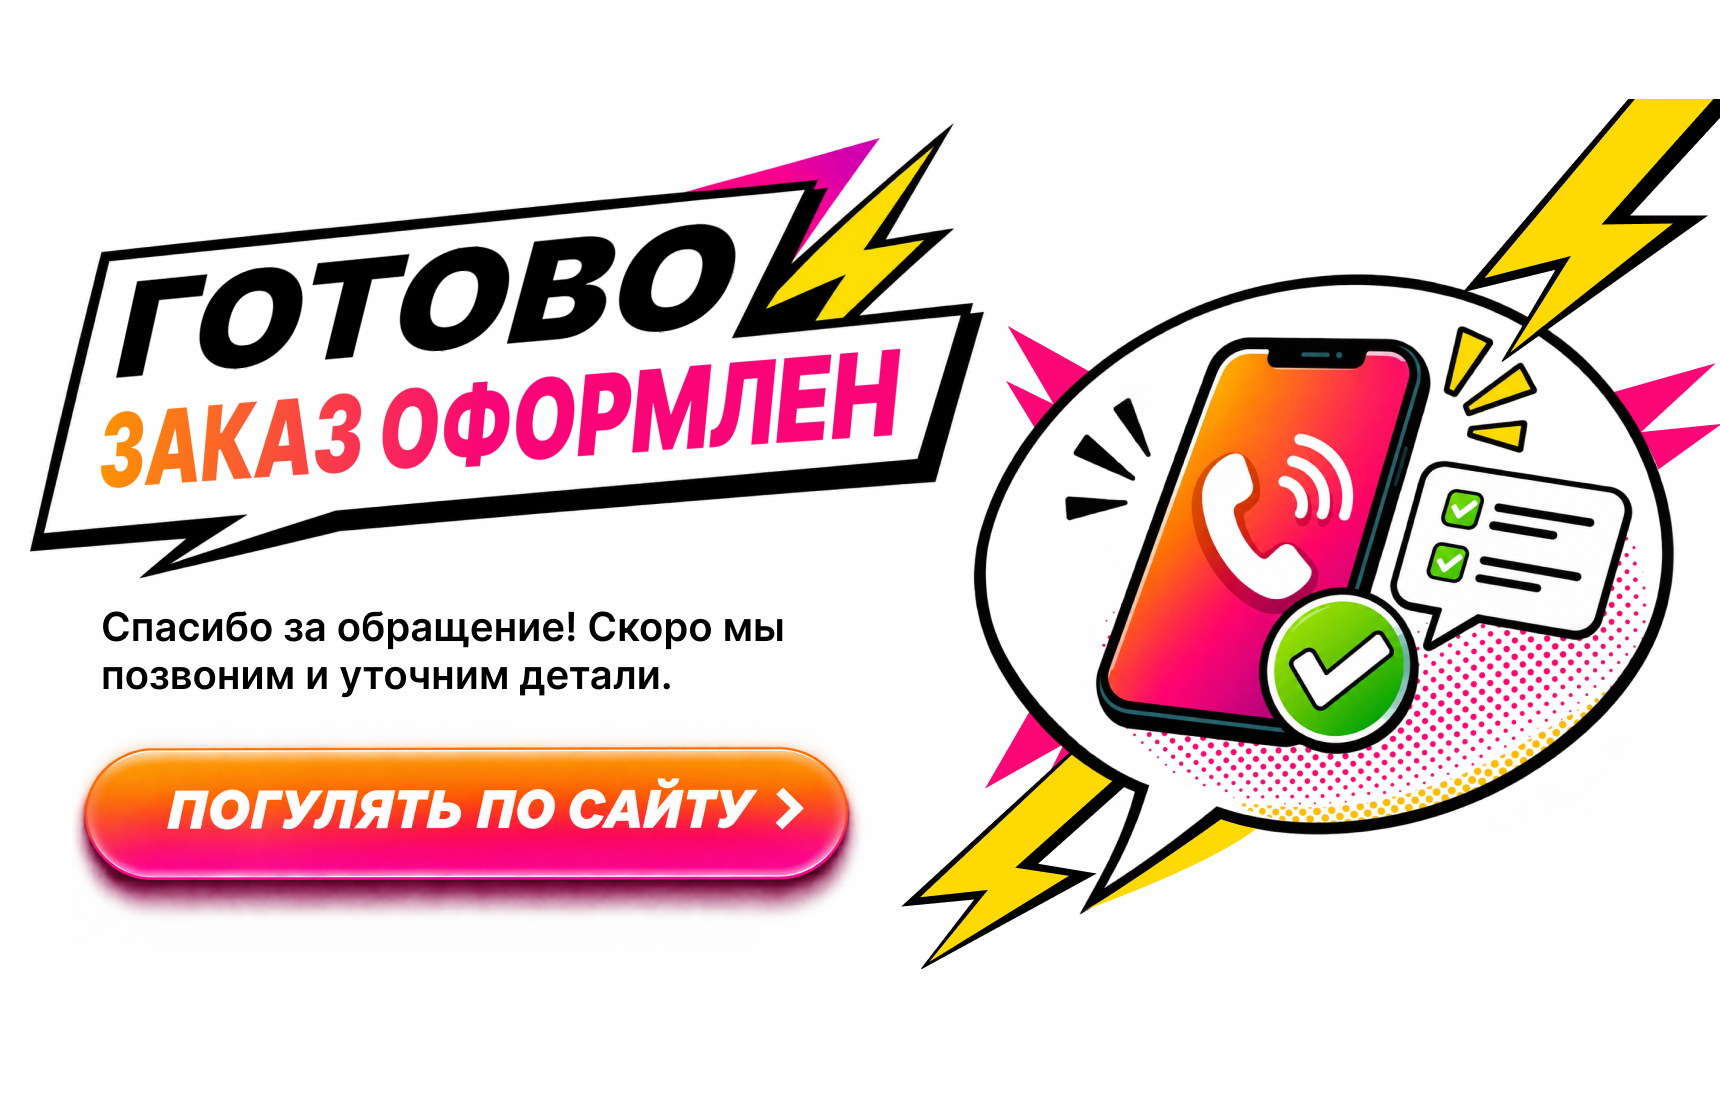 ГОТОВО
ЗАКАЗ ОФОРМЛЕН
Спасибо за обращение! Скоро мы
позвоним и уточним детали.
ПОГУЛЯТЬ ПО САЙТУ